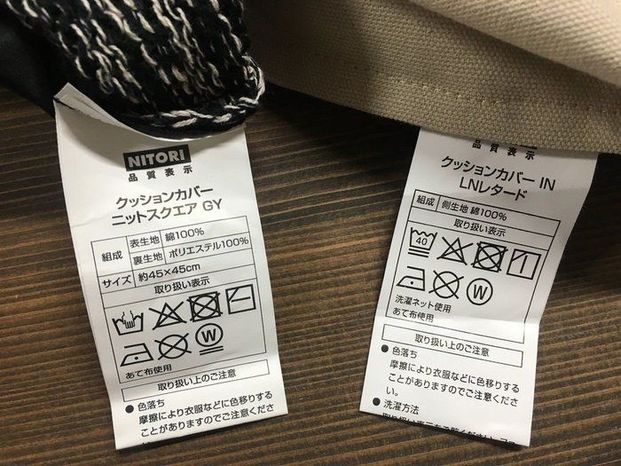 NITORI
品質表示
クッションカバー
ニットスクエア GY
組成 表生地 綿100%
裏生地 ポリエステル100%
サイズ 約45×45cm
取り扱い表示
W
あて布使用
取り扱い上のご注意
● 色落ち
摩擦により衣服などに色移りする
ことがありますのでご注意くださ
品質表示
クッションカバー IN
LNレタード
組成 側生地 綿100%
取り扱い表示
40
W
洗濯ネット使用
あて布使用
取り扱い上のご注意
● 色落ち
摩擦により衣服などに色移りする
ことがありますのでご注意くださ
● 洗濯方法